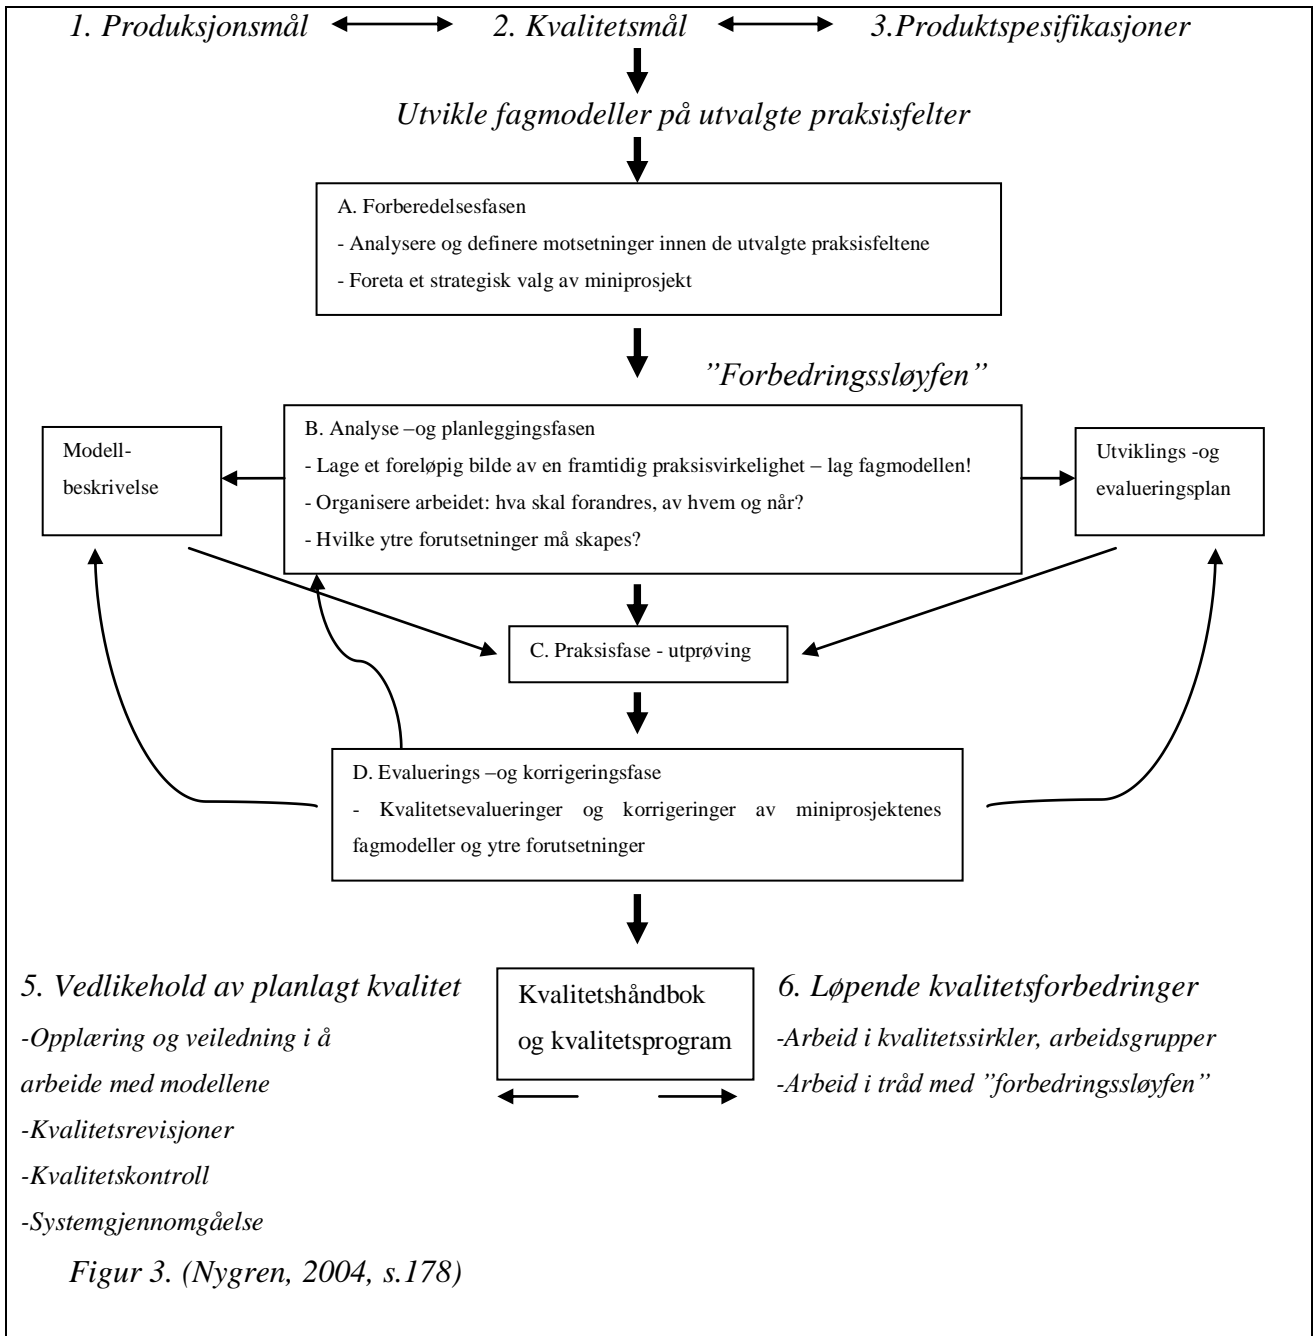 1. Produksjonsmål
2. Kvalitetsmål
3.Produktspesifikasjoner
Utvikle fagmodeller på utvalgte praksisfelter
A. Forberedelsesfasen
- Analysere og definere motsetninger innen de utvalgte praksisfeltene
- Foreta et strategisk valg av miniprosjekt
”Forbedringssløyfen”
Modell-
beskrivelse
B. Analyse –og planleggingsfasen
- Lage et foreløpig bilde av en framtidig praksisvirkelighet – lag fagmodellen!
- Organisere arbeidet: hva skal forandres, av hvem og når?
- Hvilke ytre forutsetninger må skapes?
Utviklings -og
evalueringsplan
C. Praksisfase - utprøving
D. Evaluerings –og korrigeringsfase
- Kvalitetsevalueringer og korrigeringer av miniprosjektenes
fagmodeller og ytre forutsetninger
5. Vedlikehold av planlagt kvalitet
-Opplæring og veiledning i å
arbeide med modellene
-Kvalitetsrevisjoner
-Kvalitetskontroll
-Systemgjennomgåelse
Kvalitetshåndbok
og kvalitetsprogram
6. Løpende kvalitetsforbedringer
-Arbeid i kvalitetssirkler, arbeidsgrupper
-Arbeid i tråd med ”forbedringssløyfen”
Figur 3. (Nygren, 2004, s.178)